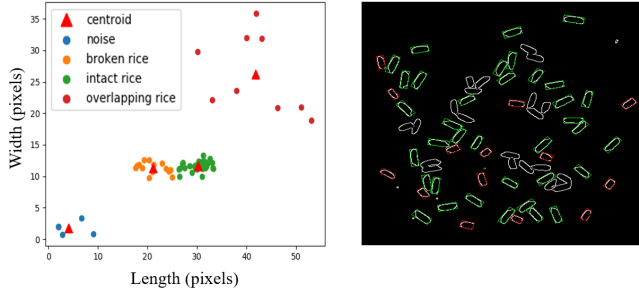 35
30
25
20
15
10
5
0
Width (pixels)
centroid
noise
broken rice
intact rice
overlapping rice
0 10 20 30 40 50
Length (pixels)